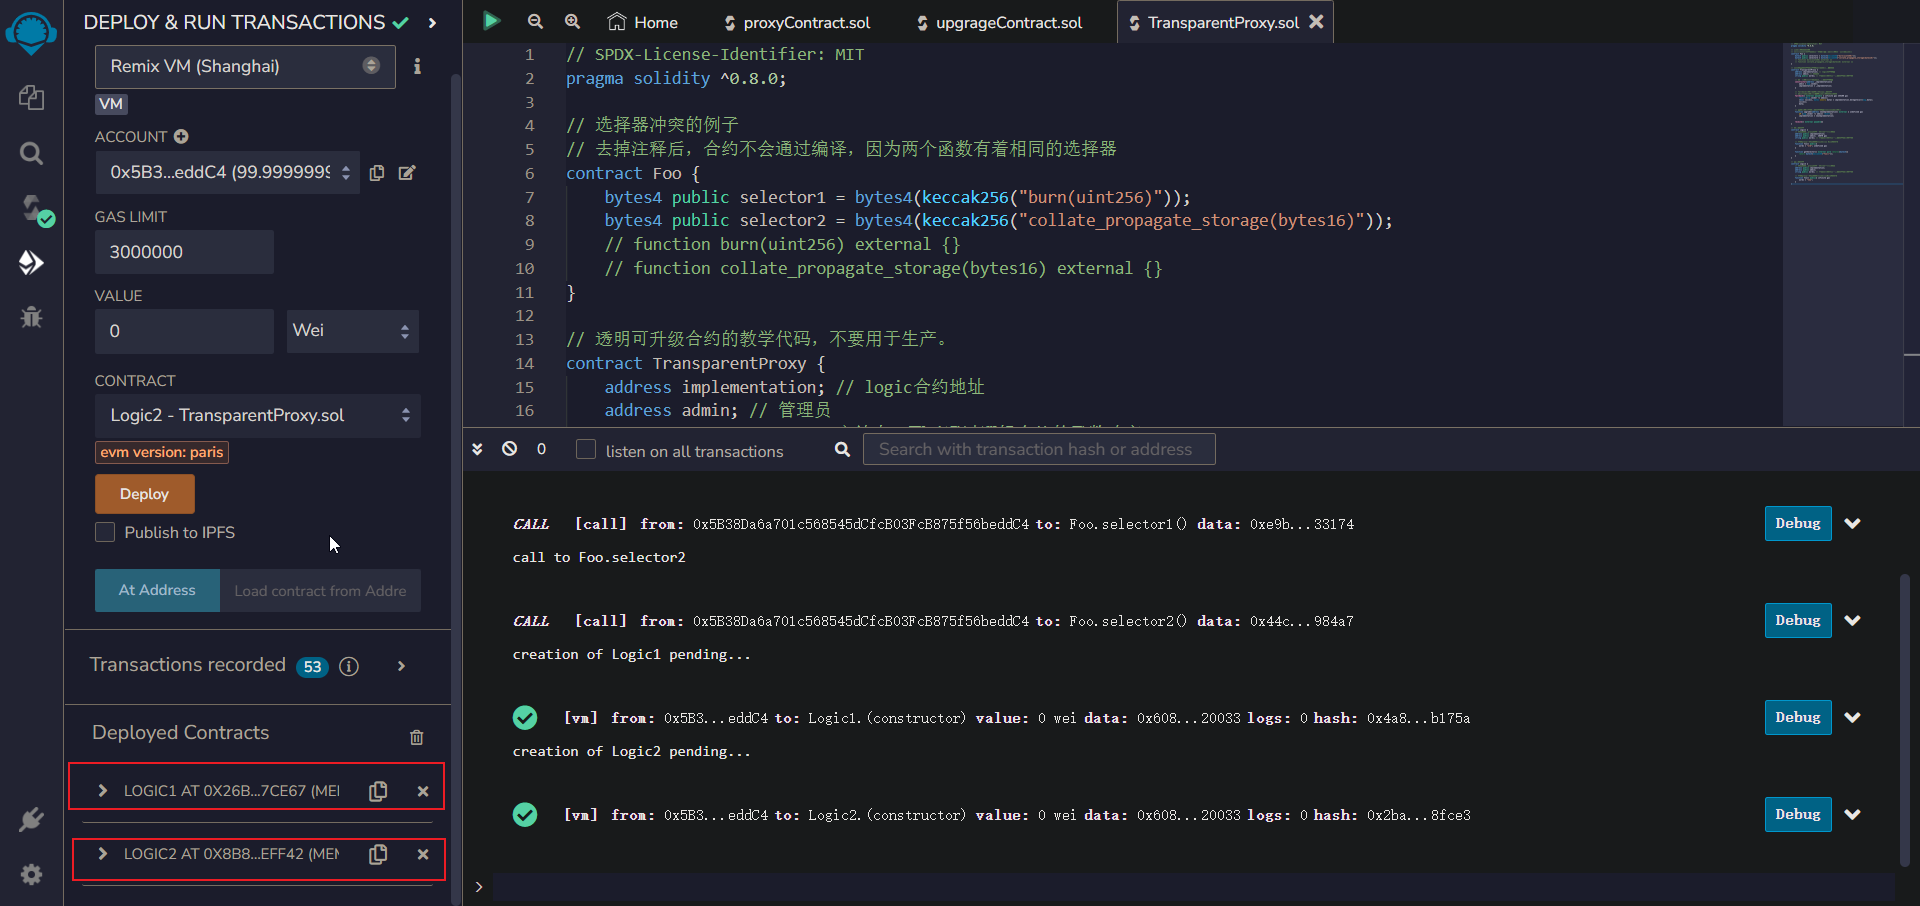 DEPLOY & RUN TRANSACTIONS
Remix VM (Shanghai)
VM
ACCOUNT
0x5B3...eddC4 (99.9999999
GAS LIMIT
3000000
VALUE
0
Wei
CONTRACT
Logic2 - TransparentProxy.sol
evm version: paris
Deploy
Publish to IPFS
At Address
Load contract from Addre
Transactions recorded 53
Deployed Contracts
LOGIC1 AT 0X26B...7CE67 (MEI
LOGIC2 AT 0X8B8...EFF42 (MEM
Home
proxyContract.sol
upgrageContract.sol
TransparentProxy.sol
1 // SPDX-License-Identifier: MIT
2 pragma solidity ^0.8.0;
3
4 // 选择器冲突的例子
5 // 去掉注释后，合约不会通过编译，因为两个函数有着相同的选择器
6 contract Foo {
7 bytes4 public selector1 = bytes4(keccak256("burn(uint256)"));
8 bytes4 public selector2 = bytes4(keccak256("collate_propagate_storage(bytes16)"));
9 // function burn(uint256) external {}
10 // function collate_propagate_storage(bytes16) external {}
11 }
12
13 // 透明可升级合约的教学代码，不要用于生产。
14 contract TransparentProxy {
15 address implementation; // logic合约地址
16 address admin; // 管理员
0
listen on all transactions
Search with transaction hash or address
CALL [call] from: 0x5B38Da6a701c568545dCfcB03FcB875f56beddC4 to: Foo.selector1() data: 0xe9b...33174
Debug
call to Foo.selector2
CALL [call] from: 0x5B38Da6a701c568545dCfcB03FcB875f56beddC4 to: Foo.selector2() data: 0x44c...984a7
Debug
creation of Logic1 pending...
[vm] from: 0x5B3...eddC4 to: Logic1.(constructor) value: 0 wei data: 0x608...20033 logs: 0 hash: 0x4a8...b175a
Debug
creation of Logic2 pending...
[vm] from: 0x5B3...eddC4 to: Logic2.(constructor) value: 0 wei data: 0x608...20033 logs: 0 hash: 0x2ba...8fce3
Debug